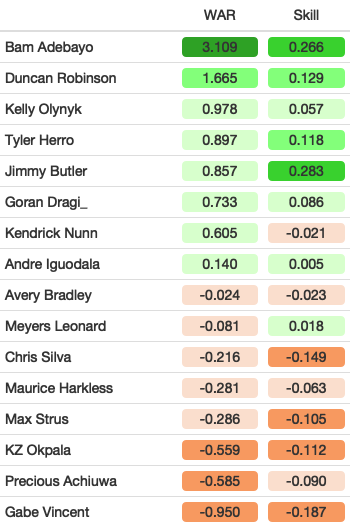 WAR Skill
Bam Adebayo 3.109 0.266
Duncan Robinson 1.665 0.129
Kelly Olynyk 0.978 0.057
Tyler Herro 0.897 0.118
Jimmy Butler 0.857 0.283
Goran Dragi_ 0.733 0.086
Kendrick Nunn 0.605 -0.021
Andre Iguodala 0.140 0.005
Avery Bradley -0.024 -0.023
Meyers Leonard -0.081 0.018
Chris Silva -0.216 -0.149
Maurice Harkless -0.281 -0.063
Max Strus -0.286 -0.105
KZ Okpala -0.559 -0.112
Precious Achiuwa -0.585 -0.090
Gabe Vincent -0.950 -0.187